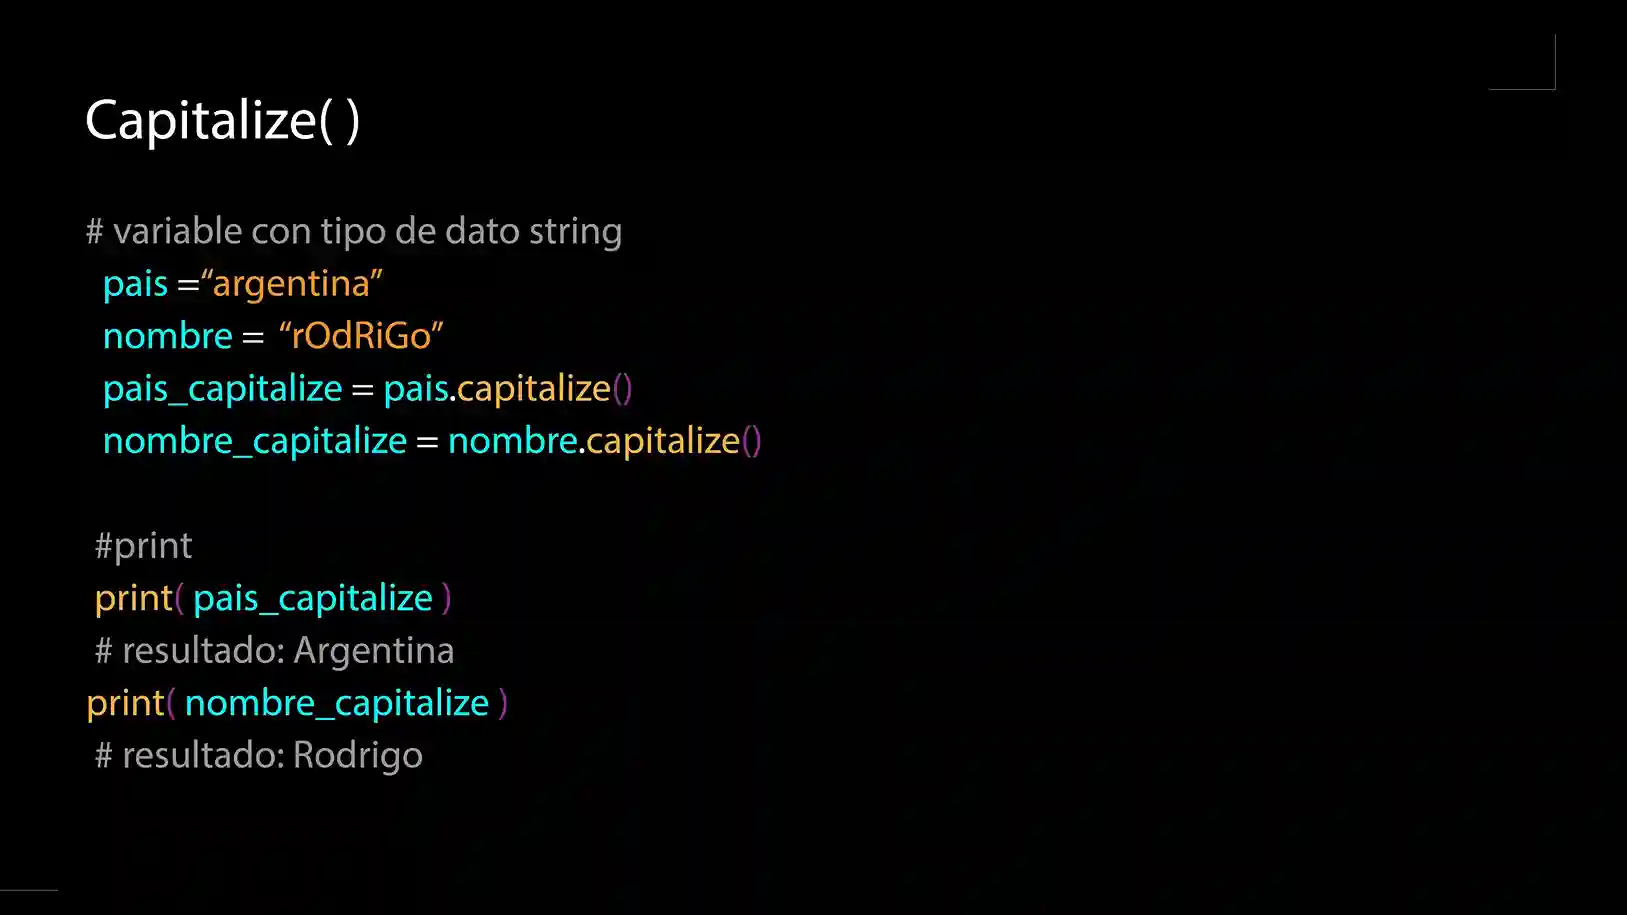 Capitalize( )
# variable con tipo de dato string
pais =“argentina”
nombre = “rOdRiGo”
pais_capitalize = pais.capitalize()
nombre_capitalize = nombre.capitalize()
#print
print( pais_capitalize )
# resultado: Argentina
print( nombre_capitalize )
# resultado: Rodrigo